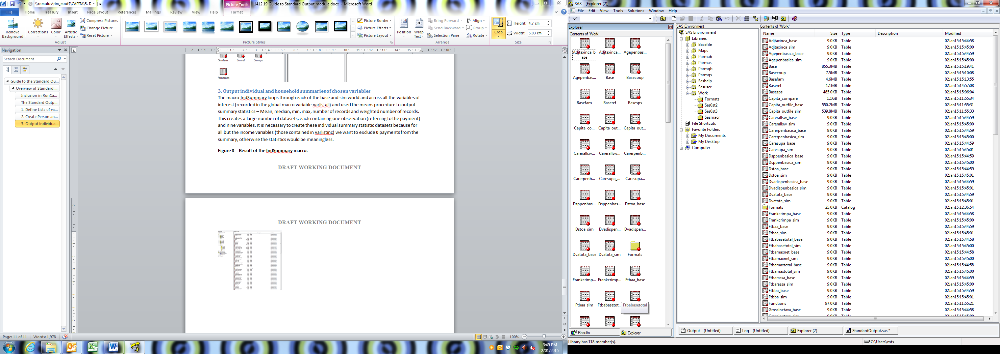 \\romulus\rim_mod$\CAPITA\5. D
Picture Tools
1412 19 Guide to Standard Output module.docx - Microsoft Word
File
Home
Treasury
Insert
Page Layout
References
Mailings
Review
View
Help
Format
Remove Background
Corrections
Color
Artistic Effects
Compress Pictures
Change Picture
Reset Picture
Adjust
Picture Styles
Picture Border
Picture Effects
Picture Layout
Position
Wrap Text
Bring Forward
Send Backward
Selection Pane
Align
Group
Rotate
Arrange
Crop
Height: 4.7 cm
Width: 5.03 cm
Size
Navigation
Search Document
Guide to the Standard Ou...
Overview of Standard ...
Inclusion in RunCa...
The Standard Outp...
1. Define Lists of va...
2. Create Person an...
3. Output individua...
Simfam Simref Simsps
/arnames
3. Output individual and household summaries of chosen variables
The macro IndSummary loops through each of the base and sim world and across all the variables of
interest (recorded in the global macro variable varlistall) and used the means procedure to output
summary statistics – Mean, median, min, max, number of records and weighted number of records.
This creates a large number of datasets, each containing one observation (referring to the payment)
and nine variables. It is necessary to create these individual summary statistic datasets because for
all but the income variables (those contained in varlistinc) we want to exclude 0 payments from the
summary, otherwise the statistics would be meaningless.
Figure 8 – Result of the IndSummary macro.
DRAFT WORKING DOCUMENT
DRAFT WORKING DOCUMENT
Page: 11 of 11
Words: 1,978
100%
3:49 PM
2/01/2015
SAS - [Explorer (2)]
File Edit View Tools Solutions Window Help
Explorer
Contents of 'Work'
Adjtaxinca_base Adjtaxinca... Agepenbas...
Agepenbas... Base Basecoup
Basefam Baseref Basesps
Capita_co... Capita_out... Capita_out...
Carerallsw... Carerallsw... Carerpenb...
Carerpenb... Caresupa_... Caresupa...
Dsppenbas... Dsppenbas... Dstoa_base
Dstoa_sim Dvadispen... Dvadispen...
Dvatota_base Dvatota_sim Formats
Frankcrimp... Frankcrimp... Ftbaa_base
Ftbaa_sim Ftbabasetot... Ftbabasetotal
Results
Explorer
SAS Environment
SAS Environment
Libraries
Basefile
Maps
Parmab
Parmas
Parmqb
Parmqs
Sashelp
Sasuser
Work
Formats
Sas0st2
Sas0st3
Sasmacr
File Shortcuts
Favorite Folders
My Documents
My Desktop
Computer
Contents of 'Work'
Name Size Type Description Modified
Adjtaxinca_base 9.0KB Table 02Jan15:15:44:58
Adjtaxinca_sim 9.0KB Table 02Jan15:15:45:00
Agepenbasica_base 9.0KB Table 02Jan15:15:44:59
Agepenbasica_sim 9.0KB Table 02Jan15:15:45:00
Base 855.3MB Table 02Jan15:15:19:41
Basecoup 7.5MB Table 02Jan15:15:10:08
Basefam 4.6MB Table 02Jan15:15:13:55
Baseref 1.1MB Table 02Jan15:14:57:08
Basesps 485.0KB Table 02Jan15:15:06:04
Capita_compare 1.1GB Table 02Jan15:11:55:34
Capita_outfile_base 550.2MB Table 02Jan15:11:55:31
Capita_outfile_sim 539.8MB Table 02Jan15:11:55:33
Carerallsw_base 9.0KB Table 02Jan15:15:44:59
Carerallsw_sim 9.0KB Table 02Jan15:15:45:00
Carerpenbasica_base 9.0KB Table 02Jan15:15:44:59
Carerpenbasica_sim 9.0KB Table 02Jan15:15:45:00
Caresupa_base 9.0KB Table 02Jan15:15:44:59
Caresupa_sim 9.0KB Table 02Jan15:15:45:01
Dsppenbasica_base 9.0KB Table 02Jan15:15:44:59
Dsppenbasica_sim 9.0KB Table 02Jan15:15:45:00
Dstoa_base 9.0KB Table 02Jan15:15:44:59
Dstoa_sim 9.0KB Table 02Jan15:15:45:01
Dvadispenbasica_base 9.0KB Table 02Jan15:15:44:59
Dvadispenbasica_sim 9.0KB Table 02Jan15:15:45:01
Dvatota_base 9.0KB Table 02Jan15:15:44:59
Dvatota_sim 9.0KB Table 02Jan15:15:45:01
Formats 25.0KB Catalog 02Jan15:12:36:54
Frankcrimpa_base 9.0KB Table 02Jan15:15:44:58
Frankcrimpa_sim 9.0KB Table 02Jan15:15:45:00
Ftbaa_base 9.0KB Table 02Jan15:15:44:59
Ftbaa_sim 9.0KB Table 02Jan15:15:45:01
Ftbabasetotal_base 9.0KB Table 02Jan15:15:44:58
Ftbabasetotal_sim 9.0KB Table 02Jan15:15:45:00
Ftbamaxnet_base 9.0KB Table 02Jan15:15:44:58
Ftbamaxnet_sim 9.0KB Table 02Jan15:15:45:00
Ftbamaxtotal_base 9.0KB Table 02Jan15:15:44:58
Ftbamaxtotal_sim 9.0KB Table 02Jan15:15:45:00
Ftbarassa_base 9.0KB Table 02Jan15:15:44:59
Ftbarassa_sim 9.0KB Table 02Jan15:15:45:00
Ftbba_base 9.0KB Table 02Jan15:15:44:59
Ftbba_sim 9.0KB Table 02Jan15:15:45:01
Functions 97.0KB Table 02Jan15:11:55:21
Grossinctaxa_base 9.0KB Table 02Jan15:15:44:58
Output - (Untitled)
Log - (Untitled)
Explorer (2)
StandardOutput.sas *
Library has 118 member(s).
C:\Users\mts